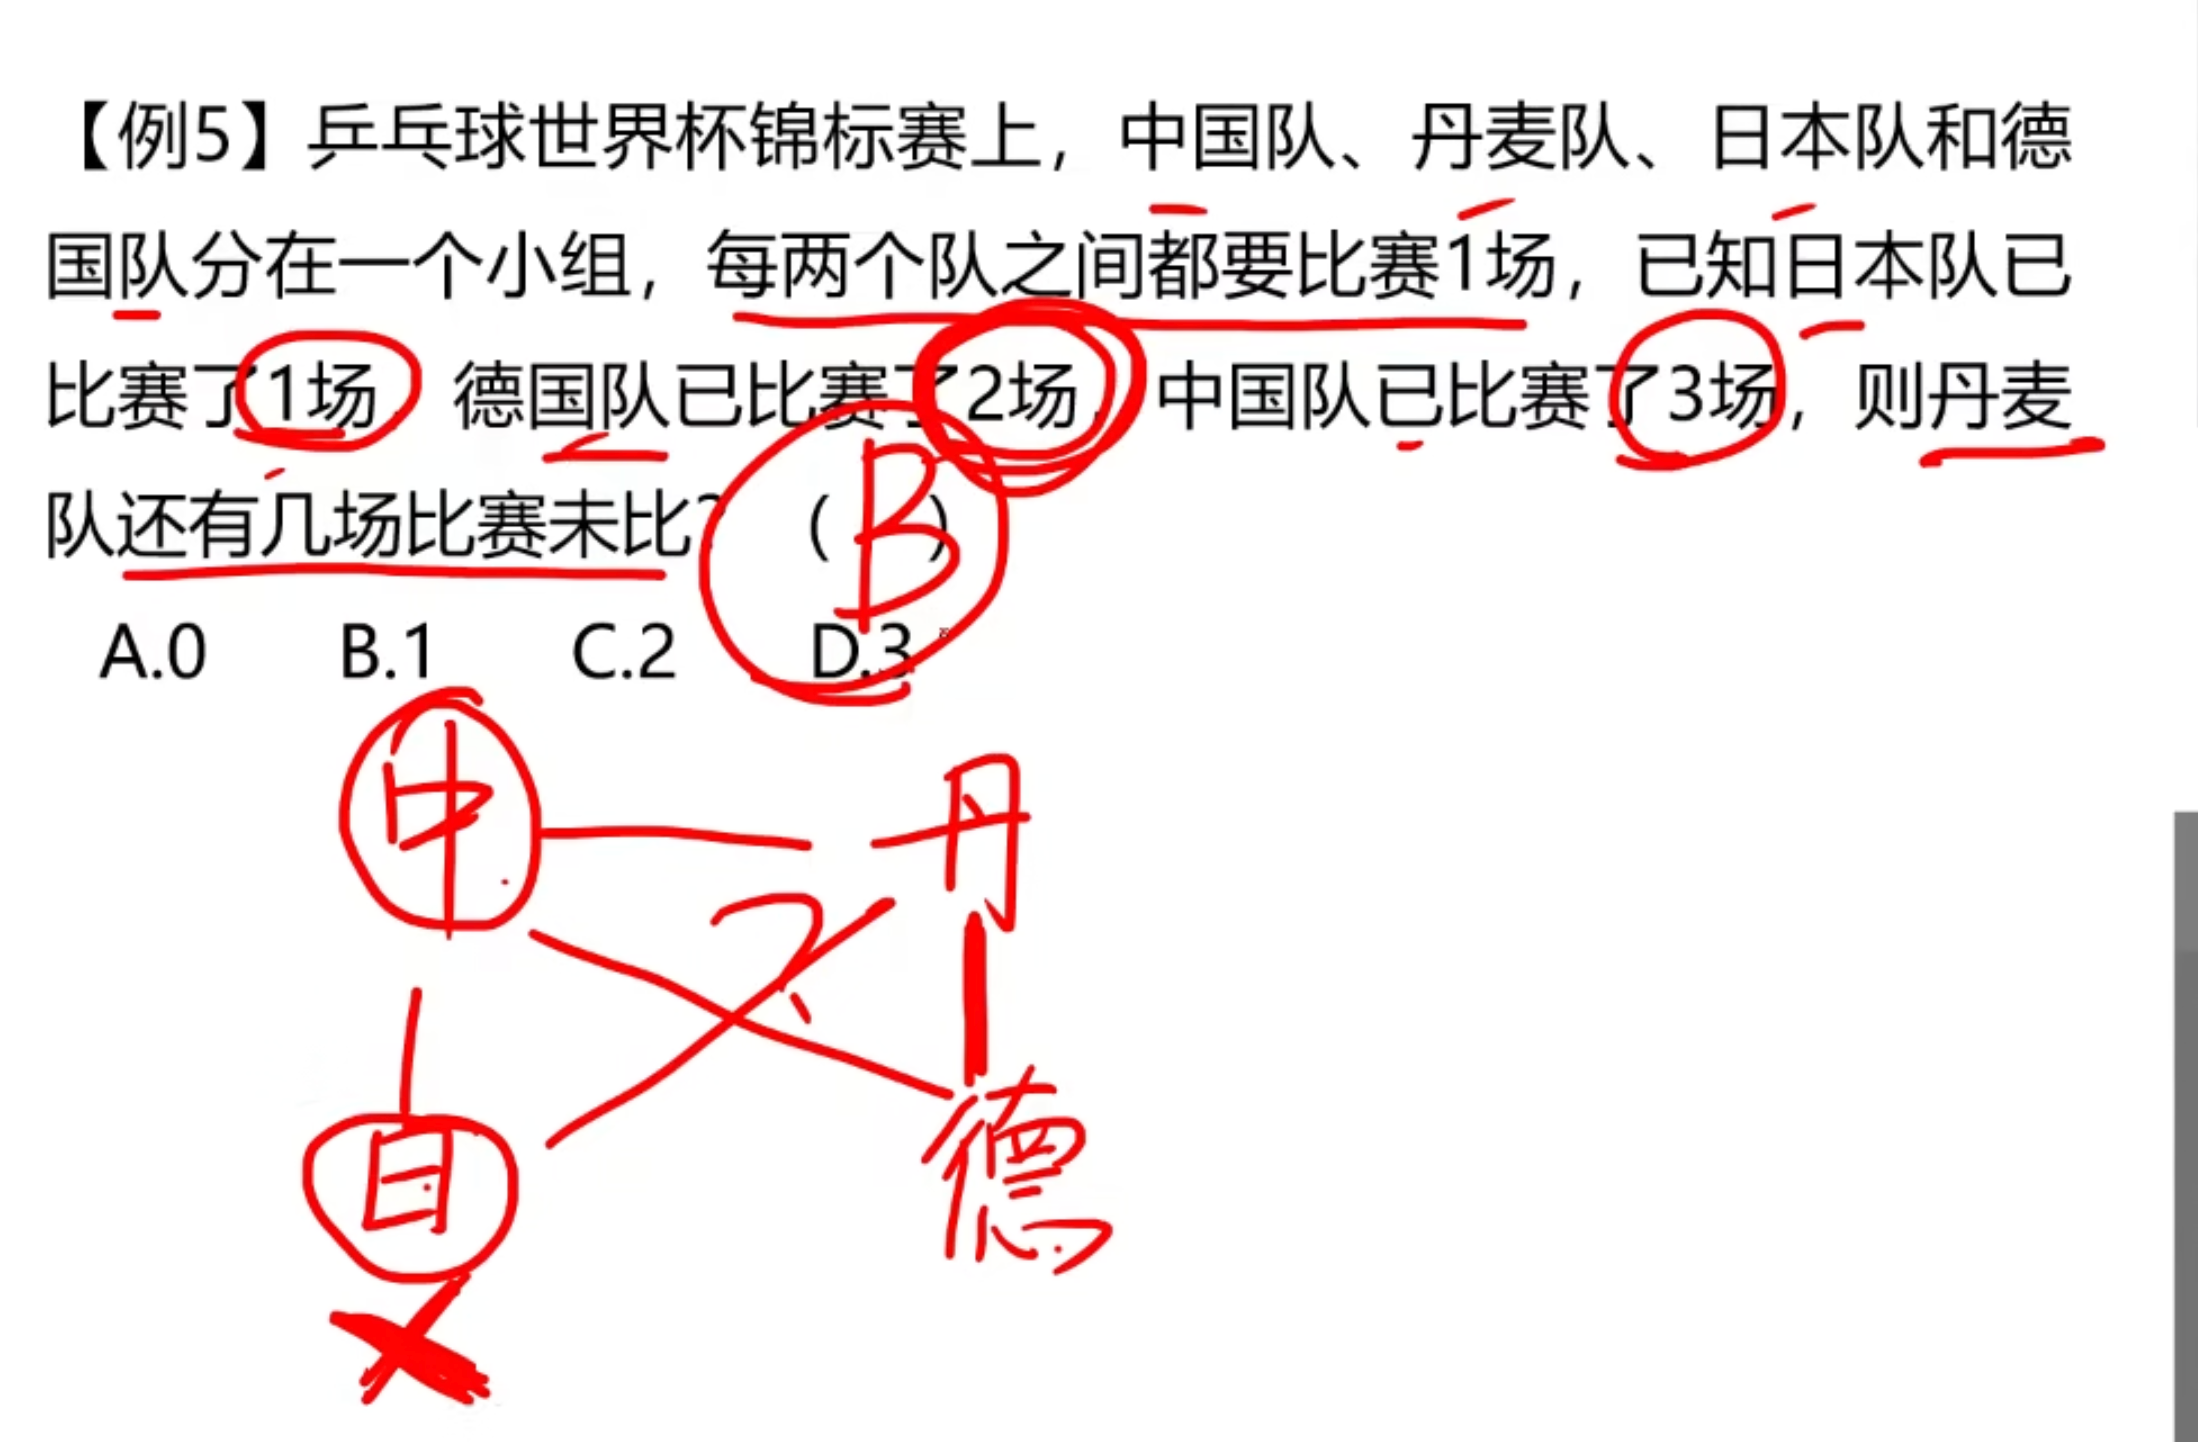 【例5】乒乓球世界杯锦标赛上，中国队、丹麦队、日本队和德
国队分在一个小组，每两个队之间都要比赛1场，已知日本队已
比赛了1场，德国队已比赛了2场，中国队已比赛了3场，则丹麦
队还有几场比赛未比？（B）
A.0 B.1 C.2 D.3
中 丹
?
日 德